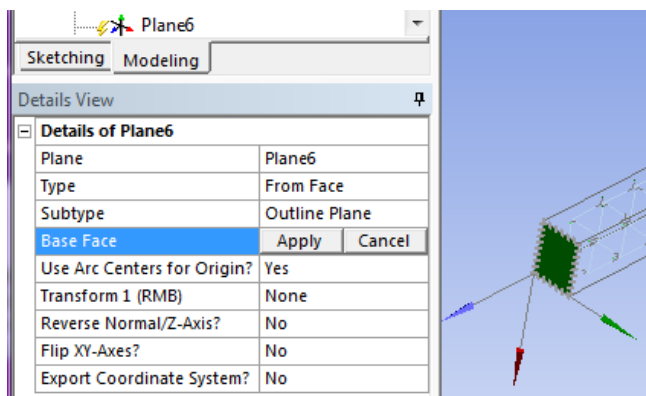 Plane6
Sketching Modeling
Details View
Details of Plane6
Plane Plane6
Type From Face
Subtype Outline Plane
Base Face Apply Cancel
Use Arc Centers for Origin? Yes
Transform 1 (RMB) None
Reverse Normal/Z-Axis? No
Flip XY-Axes? No
Export Coordinate System? No